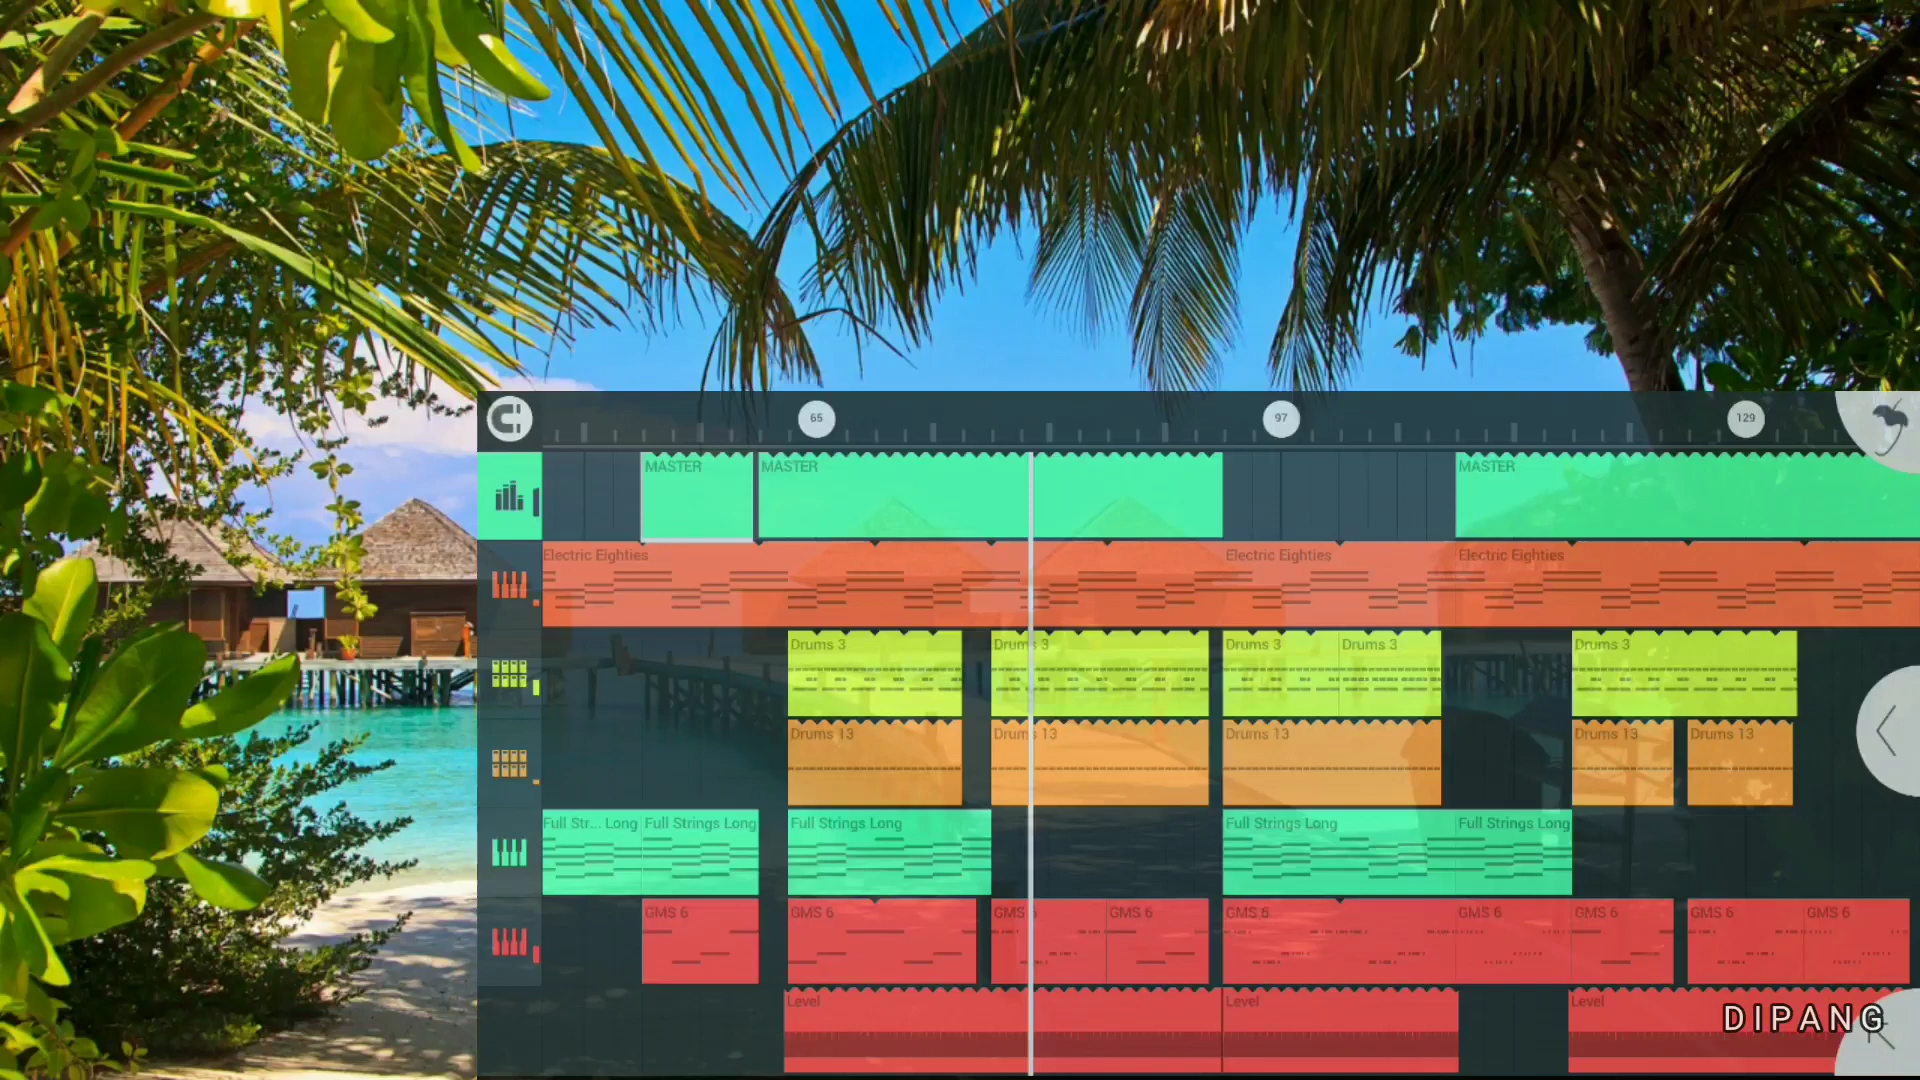 65 97 129
MASTER MASTER MASTER
Electric Eighties Electric Eighties Electric Eighties
Drums 3 Drums 3 Drums 3 Drums 3 Drums 3
Drums 13 Drums 13 Drums 13 Drums 13 Drums 13
Full Str... Long Full Strings Long Full Strings Long Full Strings Long Full Strings Long
GMS 6 GMS 6 GMS 6 GMS 6 GMS 6 GMS 6 GMS 6 GMS 6 GMS 6
Level Level Level
DIPANG